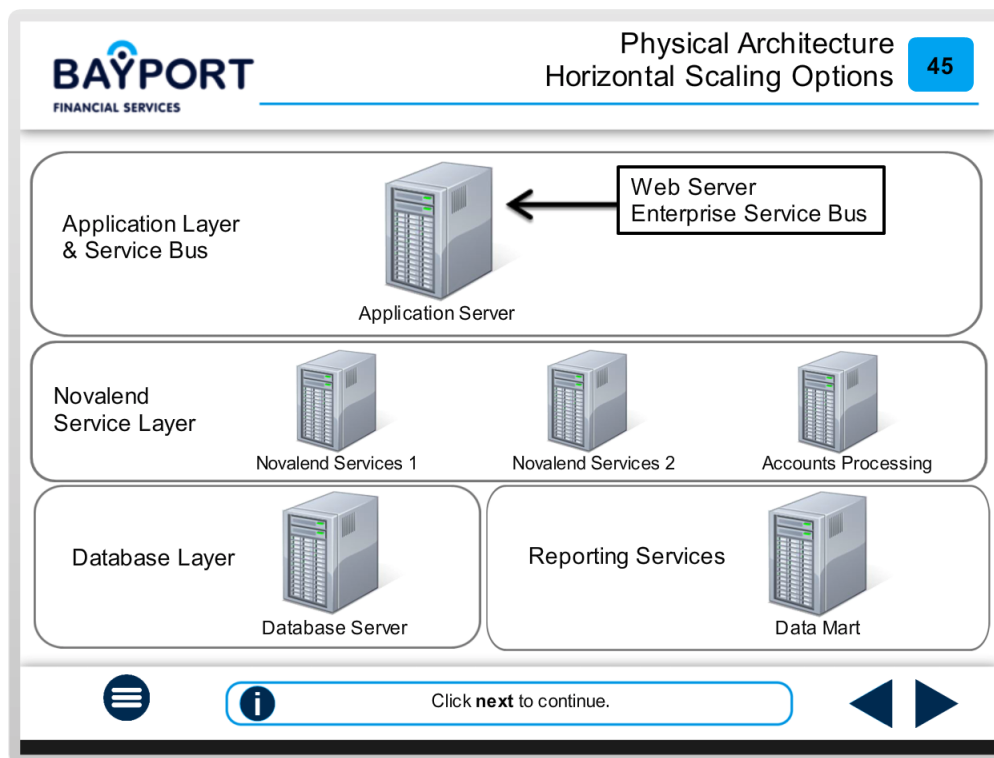 BAYPORT
FINANCIAL SERVICES
Physical Architecture
Horizontal Scaling Options
45
Application Layer
& Service Bus
Web Server
Enterprise Service Bus
Application Server
Novalend
Service Layer
Novalend Services 1
Novalend Services 2
Accounts Processing
Database Layer
Database Server
Reporting Services
Data Mart
i
Click next to continue.